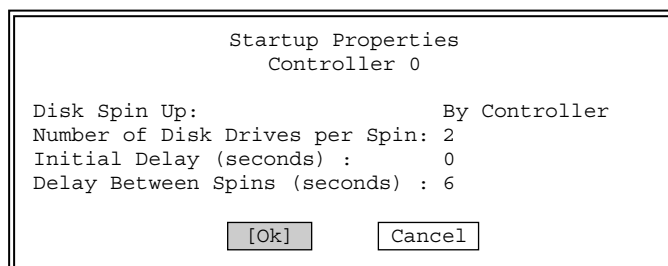 Startup Properties
Controller 0
Disk Spin Up: By Controller
Number of Disk Drives per Spin: 2
Initial Delay (seconds) : 0
Delay Between Spins (seconds) : 6
[Ok] Cancel